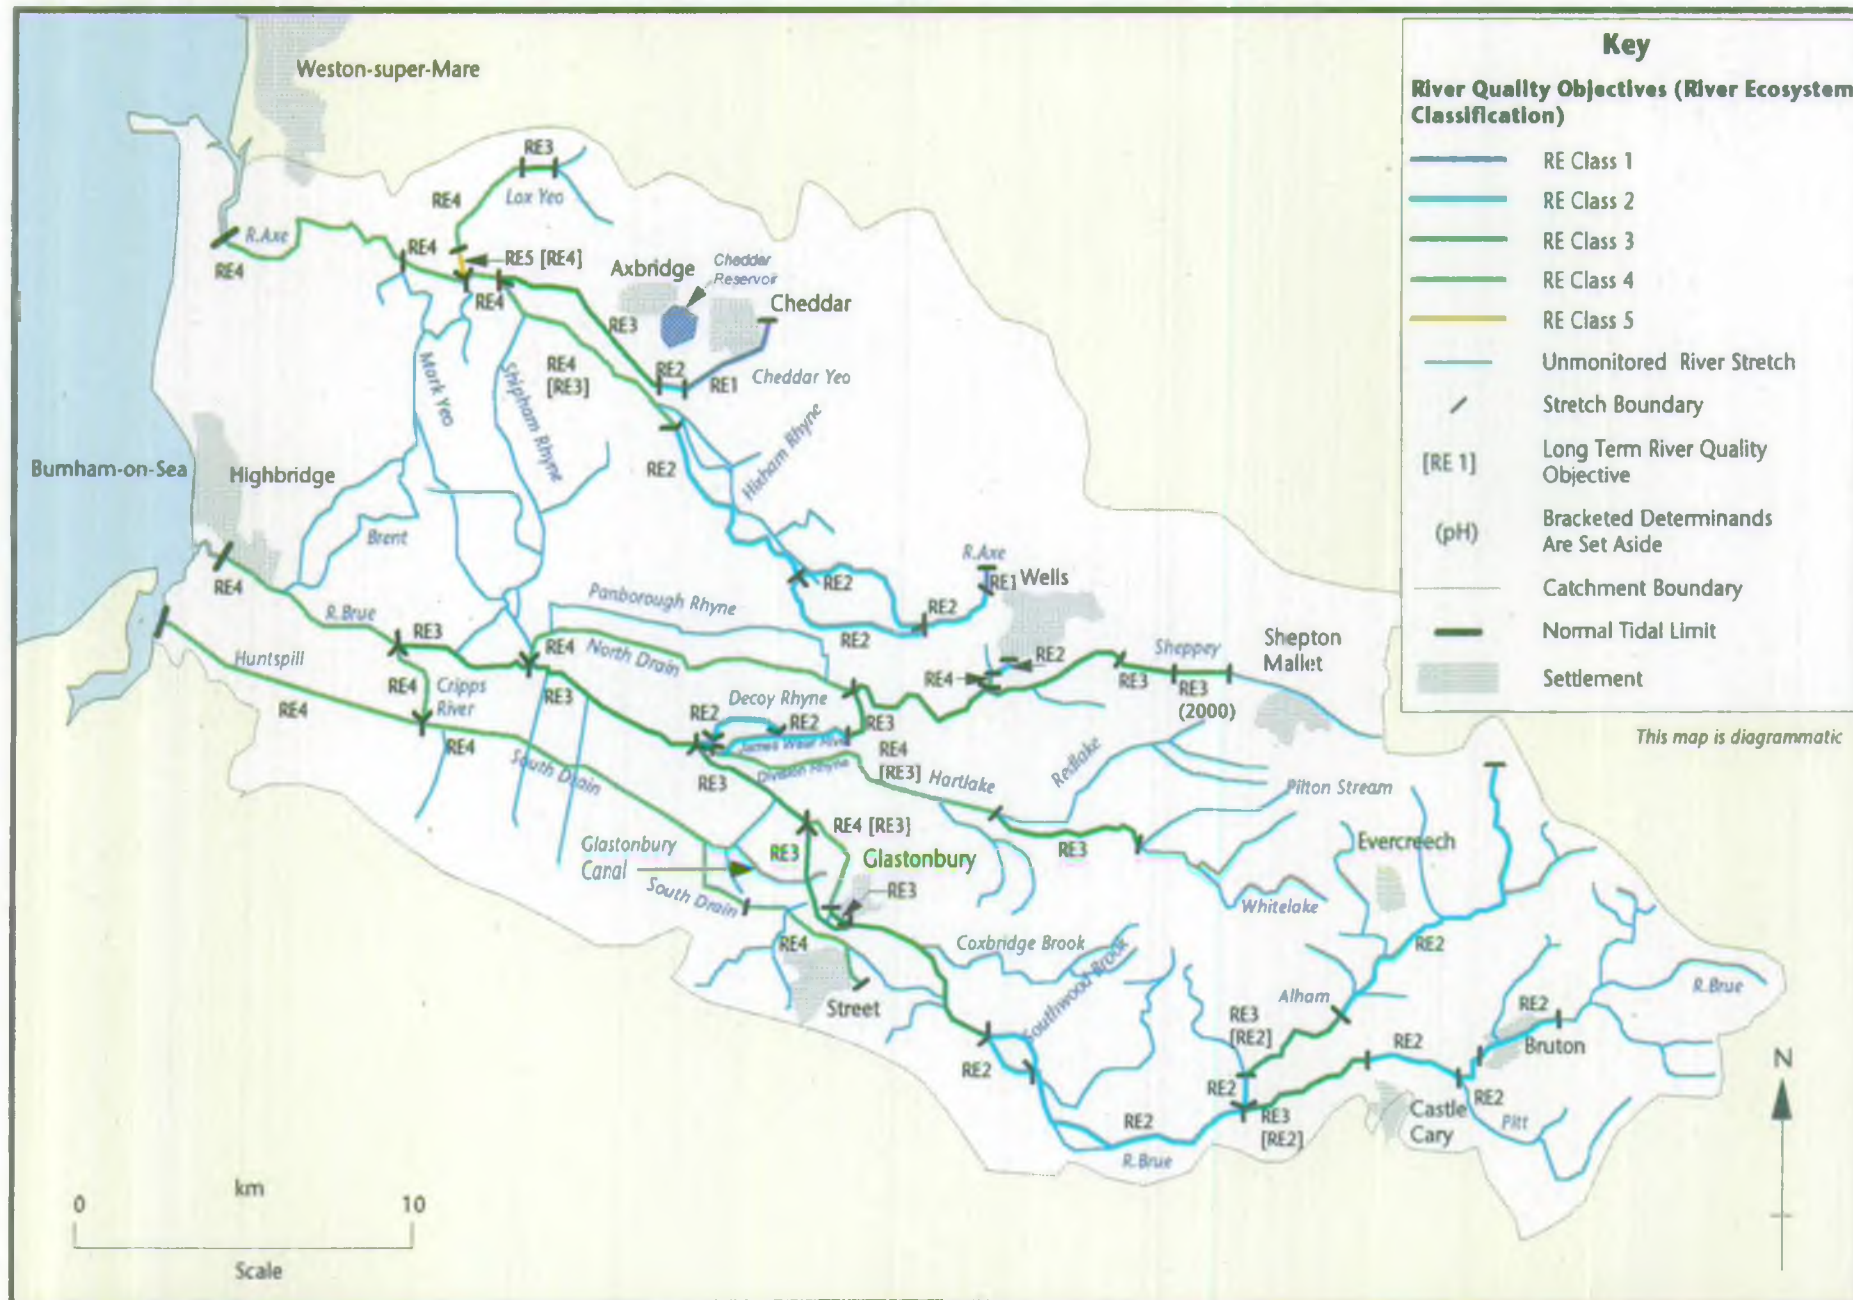 Weston-super-Mare
Key
River Quality Objectives (River Ecosystem
Classification)
RE Class 1
RE Class 2
RE Class 3
RE Class 4
RE Class 5
Unmonitored River Stretch
Stretch Boundary
[RE 1]
Long Term River Quality
Objective
(pH)
Bracketed Determinands
Are Set Aside
Catchment Boundary
Normal Tidal Limit
Settlement
This map is diagrammatic
RE3
Lox Yeo
RE4
R.Axe
RE4
RE4
RE5 [RE4]
RE4
Axbridge
Cheddar
Reservoir
Cheddar
RE3
RE4
[RE3]
RE2
RE1
Cheddar Yeo
Mark Yeo
Shipham Rhyne
Hixham Rhyne
RE2
Burnham-on-Sea
Highbridge
Brent
RE4
R.Brue
RE3
RE4
Panborough Rhyne
North Drain
RE2
RE2
RE2
R.Axe
RE1
Wells
RE2
RE4
Sheppey
Shepton
Mallet
RE3
RE3
(2000)
Huntspill
RE4
RE4
Cripps
River
RE4
RE3
Decoy Rhyne
RE2
RE2
RE3
James Wear River
Division Rhyne
RE4
[RE3]
Hartlake
Redlake
Pilton Stream
South Drain
RE3
RE4 [RE3]
RE3
Glastonbury
Glastonbury
Canal
RE3
RE3
Evercreech
Whitelake
South Drain
RE4
Street
Coxbridge Brook
Southwood Brook
RE2
Alham
RE3
[RE2]
RE2
RE2
RE2
R.Brue
RE3
[RE2]
RE2
RE2
Bruton
R.Brue
RE2
Castle
Cary
Pitt
N
0
km
10
Scale